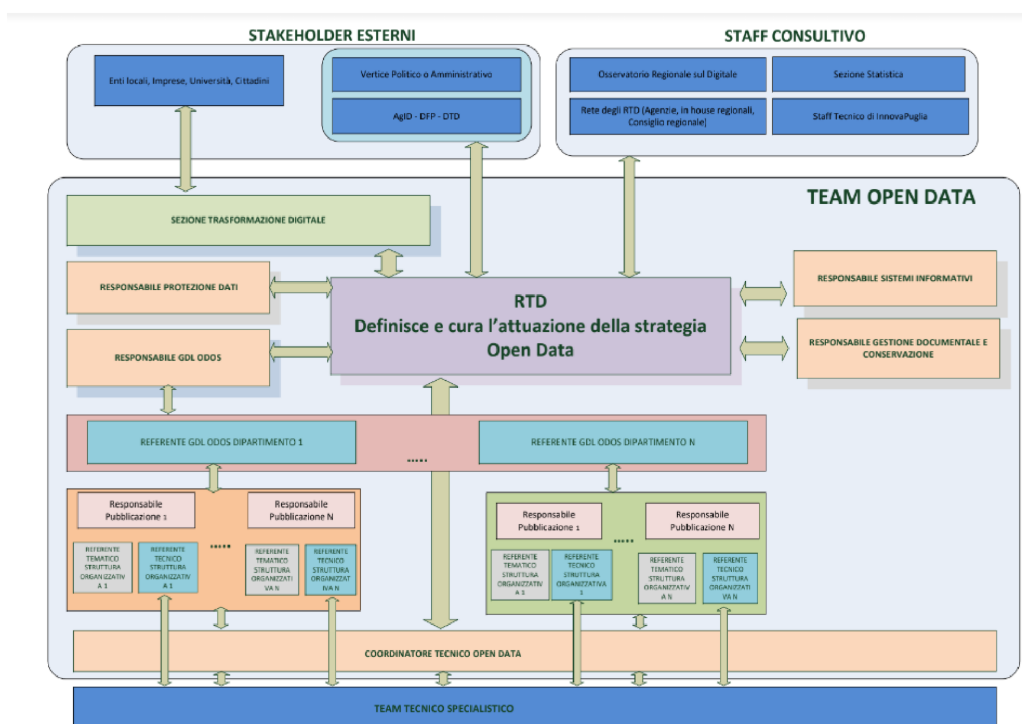 STAKEHOLDER ESTERNI
STAFF CONSULTIVO
Enti locali, Imprese, Università, Cittadini
Vertice Politico o Amministrativo
AgID - DFP - DTD
Osservatorio Regionale sul Digitale
Sezione Statistica
Rete degli RTD (Agenzie, in house regionali,
Consiglio regionale)
Staff Tecnico di InnovaPuglia
TEAM OPEN DATA
SEZIONE TRASFORMAZIONE DIGITALE
RESPONSABILE PROTEZIONE DATI
RTD
Definisce e cura l'attuazione della strategia
Open Data
RESPONSABILE SISTEMI INFORMATIVI
RESPONSABILE GDL ODOS
RESPONSABILE GESTIONE DOCUMENTALE E
CONSERVAZIONE
REFERENTE GDL ODOS DIPARTIMENTO 1
.....
REFERENTE GDL ODOS DIPARTIMENTO N
Responsabile
Pubblicazione 1
.....
Responsabile
Pubblicazione N
REFERENTE
TEMATICO
STRUTTURA
ORGANIZZATIV
A 1
REFERENTE
TECNICO
STRUTTURA
ORGANIZZATIV
A 1
REFERENTE
TEMATICO
STRUTTURA
ORGANIZZATI
VA N
REFERENTE
TECNICO
STRUTTURA
ORGANIZZAT
IVA N
Responsabile
Pubblicazione 1
.....
Responsabile
Pubblicazione N
REFERENTE
TEMATICO
STRUTTURA
ORGANIZZATIV
REFERENTE
TECNICO
STRUTTURA
ORGANIZZATIVA
1
REFERENTE
TEMATICO
STRUTTURA
ORGANIZZATIV
A N
REFERENTE
TECNICO
STRUTTURA
ORGANIZZATI
VA N
COORDINATORE TECNICO OPEN DATA
TEAM TECNICO SPECIALISTICO